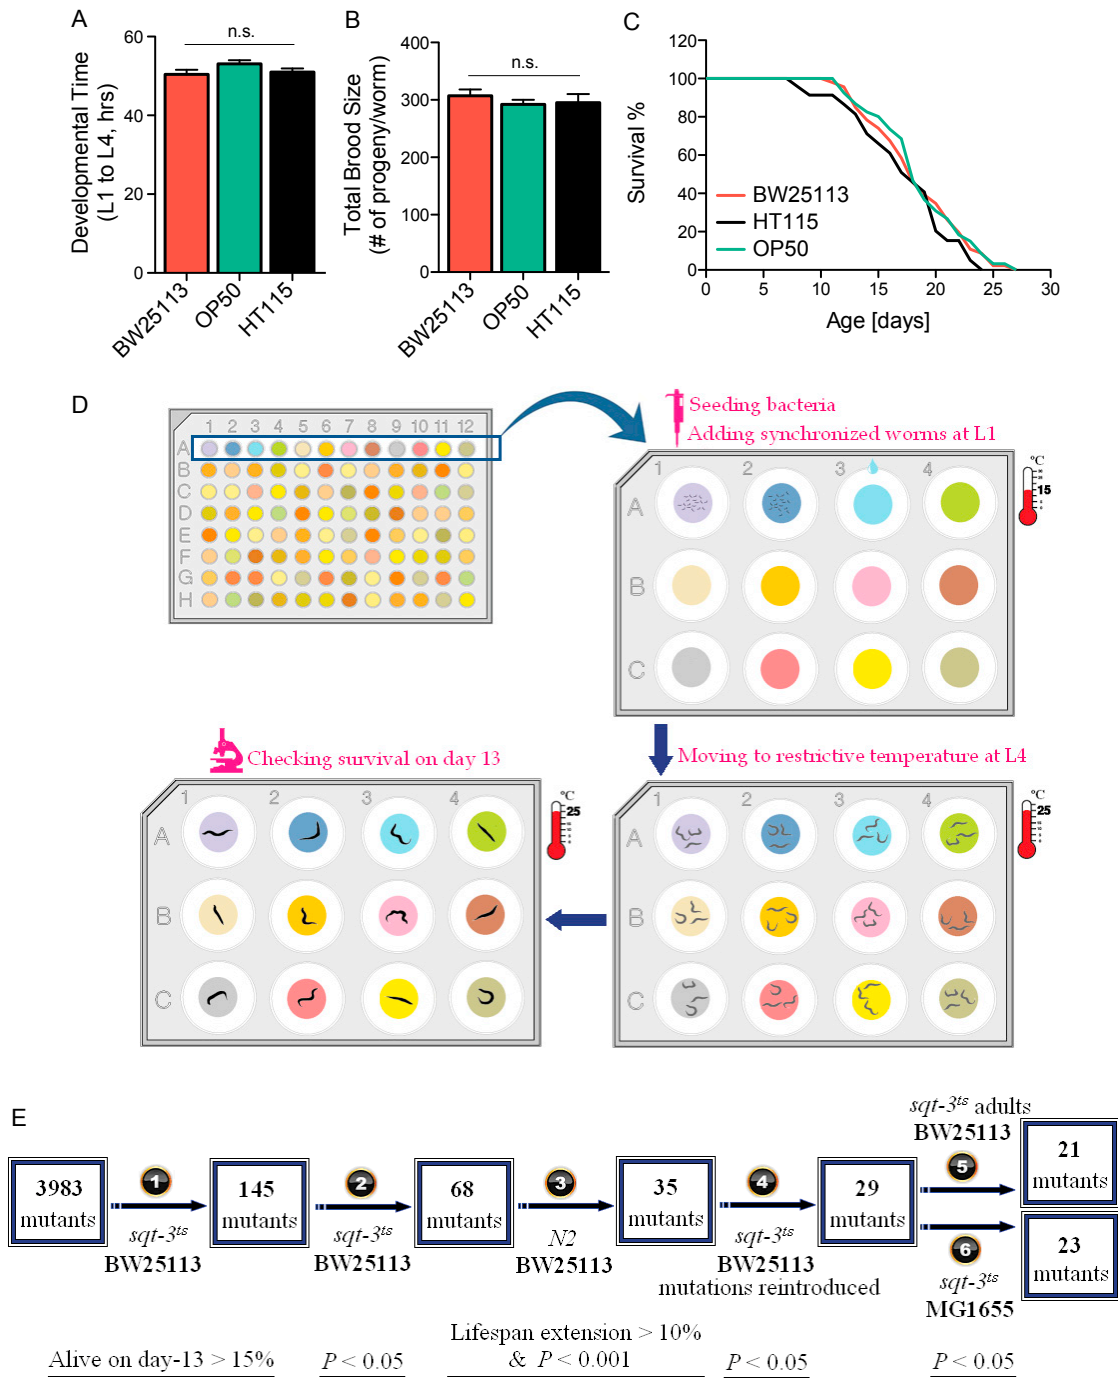 A
Developmental Time
(L1 to L4, hrs)
60
40
20
0
n.s.
BW25113
OP50
HT115
B
Total Brood Size
(# of progeny/worm)
400
300
200
100
0
n.s.
BW25113
OP50
HT115
C
Survival %
120
100
80
60
40
20
0
BW25113
HT115
OP50
0 5 10 15 20 25 30
Age [days]
D
1 2 3 4 5 6 7 8 9 10 11 12
A
B
C
D
E
F
G
H
Seeding bacteria
Adding synchronized worms at L1
1 2 3 4
A
B
C
°C
15
Moving to restrictive temperature at L4
1 2 3 4
A
B
C
°C
25
Checking survival on day 13
1 2 3 4
A
B
C
°C
25
E
3983
mutants
1
sqt-3ts
BW25113
145
mutants
2
sqt-3ts
BW25113
68
mutants
3
N2
BW25113
35
mutants
4
sqt-3ts
BW25113
mutations reintroduced
29
mutants
sqt-3ts adults
BW25113
5
21
mutants
6
sqt-3ts
MG1655
23
mutants
Alive on day-13 > 15%
P < 0.05
Lifespan extension > 10%
& P < 0.001
P < 0.05
P < 0.05